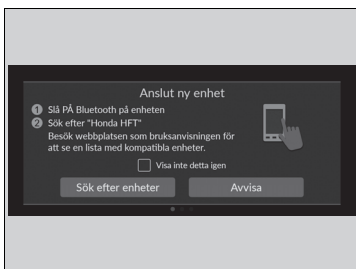 Anslut ny enhet
1 Slå PÅ Bluetooth på enheten
2 Sök efter "Honda HFT"
Besök webbplatsen som bruksanvisningen för
att se en lista med kompatibla enheter.
Visa inte detta igen
Sök efter enheter
Avvisa